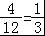 4/12 = 1/3